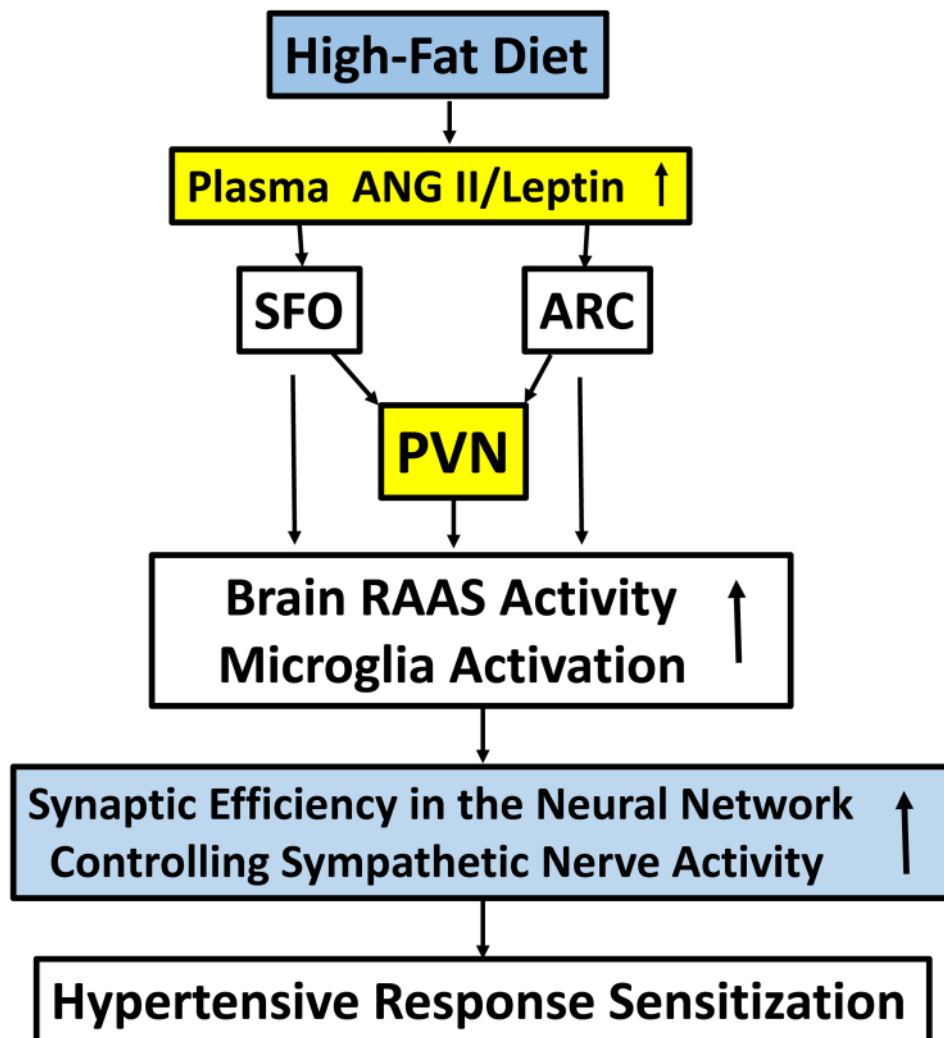 High-Fat Diet
Plasma ANG II/Leptin ↑
SFO
ARC
PVN
Brain RAAS Activity
Microglia Activation ↑
Synaptic Efficiency in the Neural Network
Controlling Sympathetic Nerve Activity ↑
Hypertensive Response Sensitization